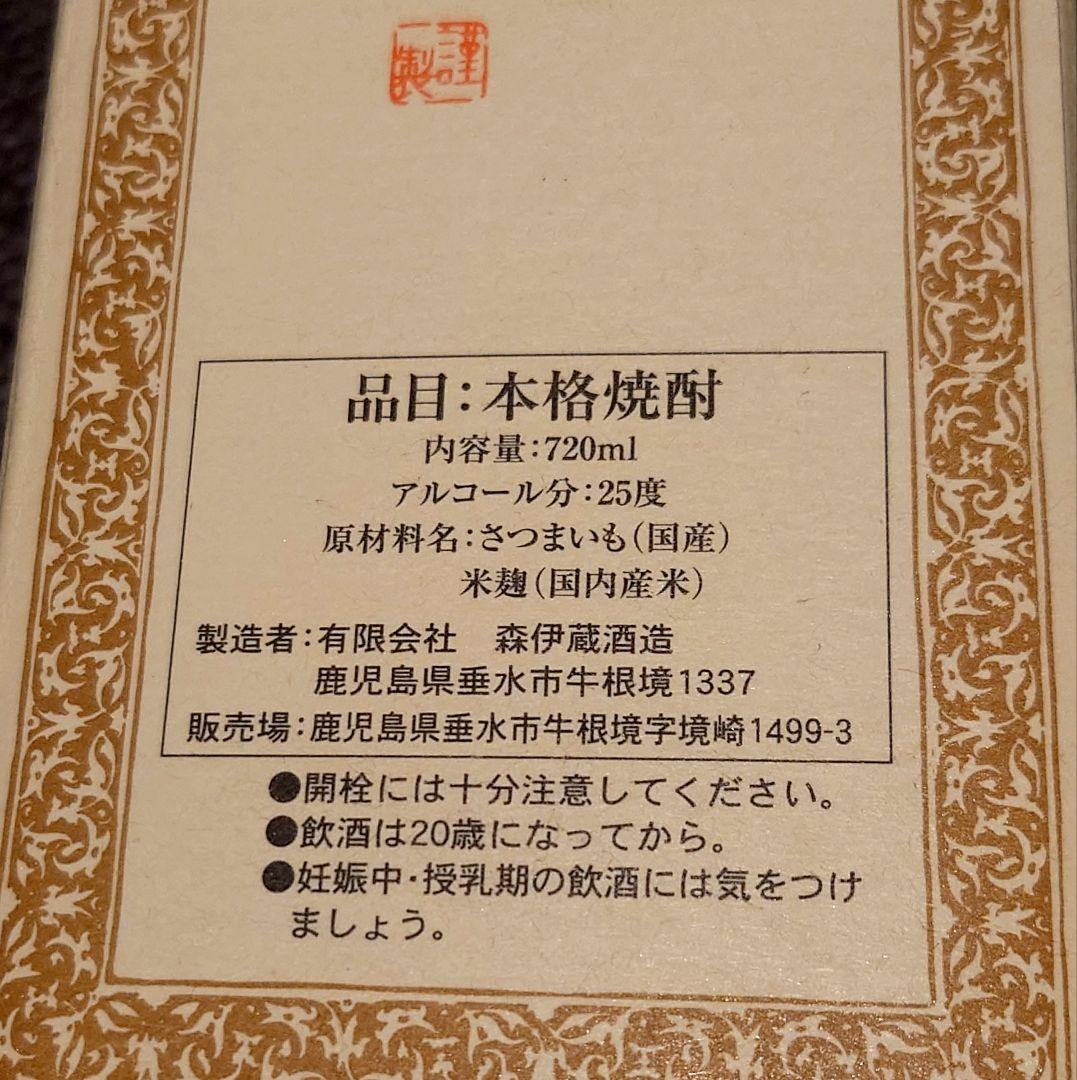 謹製
品目：本格焼酎
内容量：720ml
アルコール分：25度
原材料名：さつまいも（国産）
米麹（国内産米）
製造者：有限会社　森伊蔵酒造
鹿児島県垂水市牛根境1337
販売場：鹿児島県垂水市牛根境字境崎1499-3
●開栓には十分注意してください。
●飲酒は20歳になってから。
●妊娠中・授乳期の飲酒には気をつけ
ましょう。